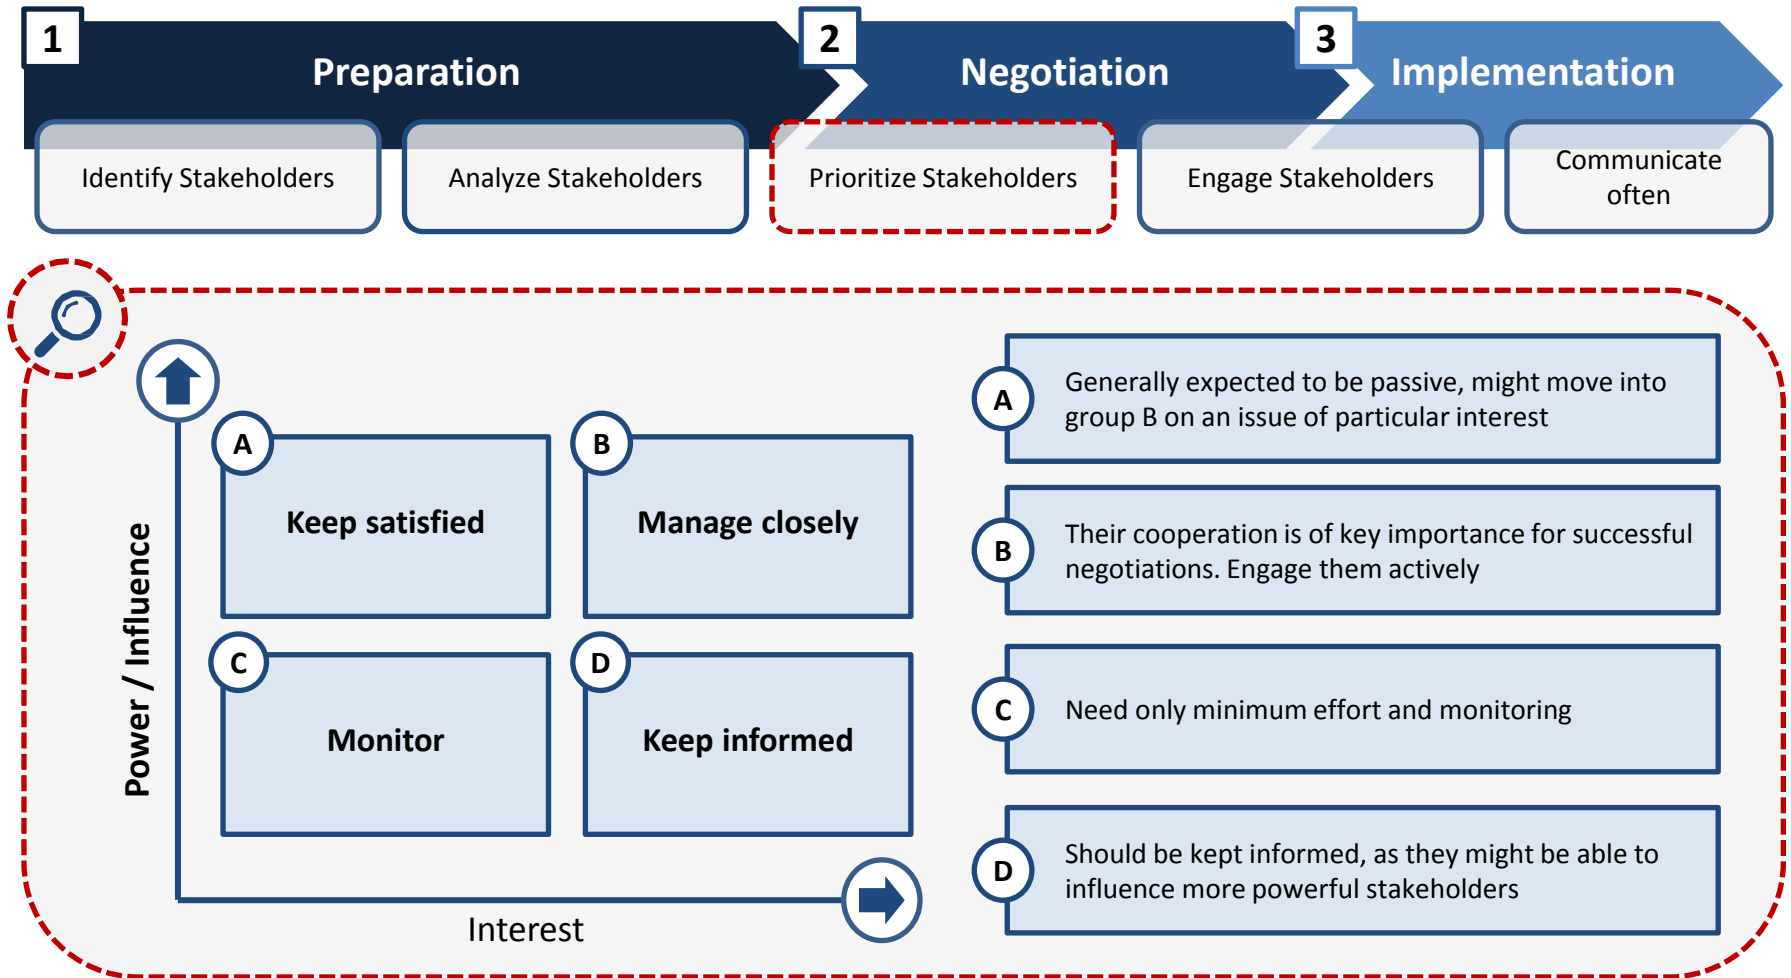 1
Preparation
2
Negotiation
3
Implementation
Identify Stakeholders
Analyze Stakeholders
Prioritize Stakeholders
Engage Stakeholders
Communicate
often
Power / Influence
A
Keep satisfied
B
Manage closely
C
Monitor
D
Keep informed
Interest
A
Generally expected to be passive, might move into
group B on an issue of particular interest
B
Their cooperation is of key importance for successful
negotiations. Engage them actively
C
Need only minimum effort and monitoring
D
Should be kept informed, as they might be able to
influence more powerful stakeholders